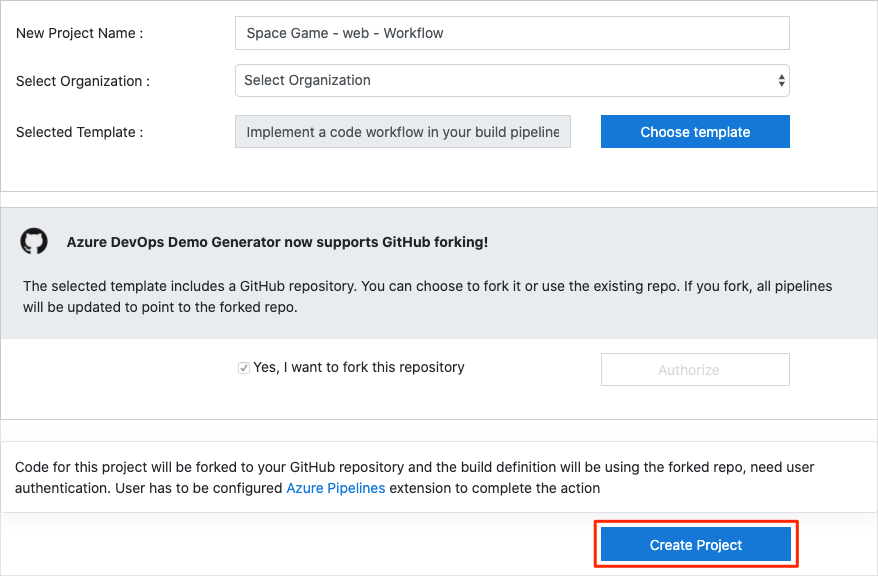 New Project Name :
Space Game - web - Workflow
Select Organization :
Select Organization
Selected Template :
Implement a code workflow in your build pipeline
Choose template
Azure DevOps Demo Generator now supports GitHub forking!
The selected template includes a GitHub repository. You can choose to fork it or use the existing repo. If you fork, all pipelines
will be updated to point to the forked repo.
Yes, I want to fork this repository
Authorize
Code for this project will be forked to your GitHub repository and the build definition will be using the forked repo, need user
authentication. User has to be configured Azure Pipelines extension to complete the action
Create Project